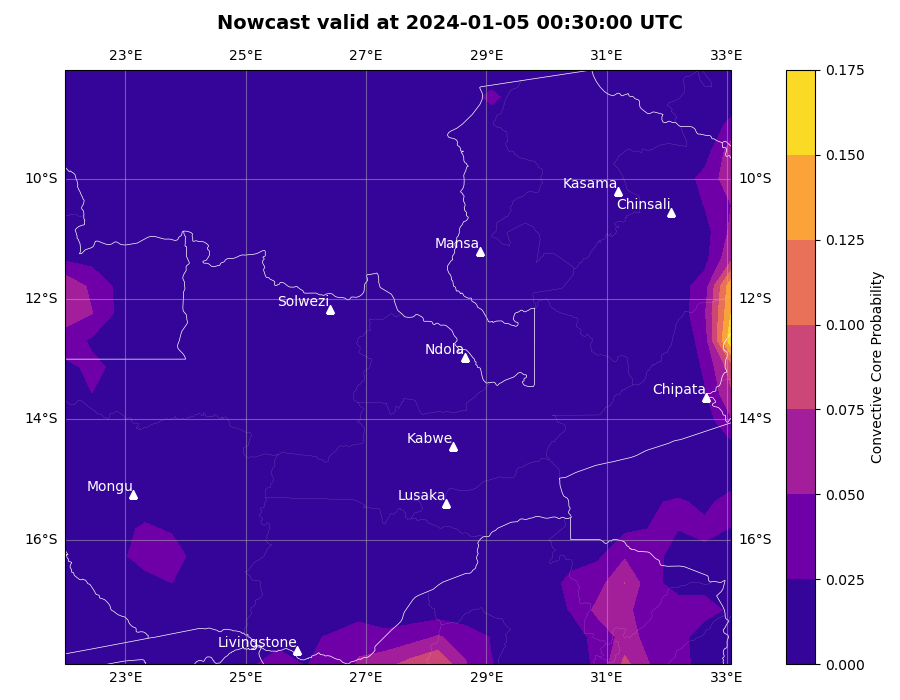 Nowcast valid at 2024-01-05 00:30:00 UTC
23°E 25°E 27°E 29°E 31°E 33°E
0.175
0.150
0.125
0.100
0.075
0.050
0.025
0.000
Convective Core Probability
10°S 10°S
12°S 12°S
14°S 14°S
16°S 16°S
Kasama
Chinsali
Mansa
Solwezi
Ndola
Chipata
Kabwe
Mongu
Lusaka
Livingstone
23°E 25°E 27°E 29°E 31°E 33°E